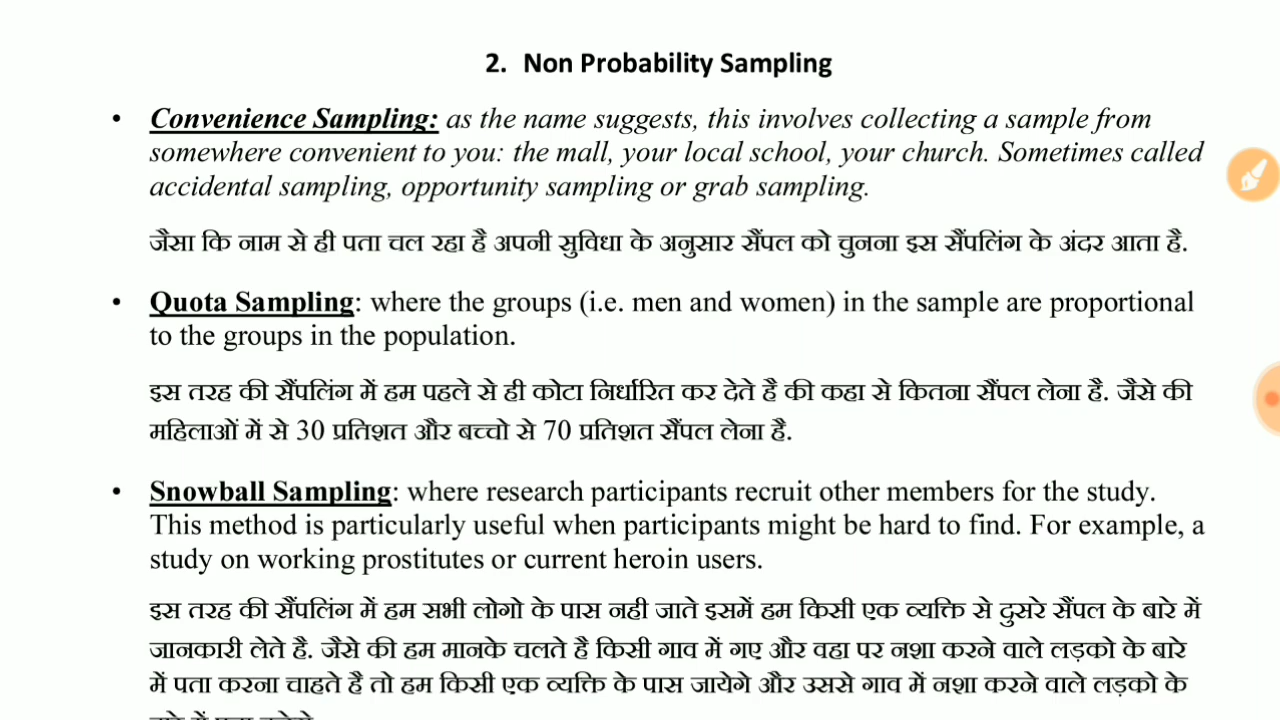 2. Non Probability Sampling
• Convenience Sampling: as the name suggests, this involves collecting a sample from
somewhere convenient to you: the mall, your local school, your church. Sometimes called
accidental sampling, opportunity sampling or grab sampling.
जैसा कि नाम से ही पता चल रहा है अपनी सुविधा के अनुसार सैंपल को चुनना इस सैंपलिंग के अंदर आता है.
• Quota Sampling: where the groups (i.e. men and women) in the sample are proportional
to the groups in the population.
इस तरह की सैंपलिंग में हम पहले से ही कोटा निर्धारित कर देते है की कहा से कितना सैंपल लेना है. जैसे की
महिलाओं में से 30 प्रतिशत और बच्चो से 70 प्रतिशत सैंपल लेना है.
• Snowball Sampling: where research participants recruit other members for the study.
This method is particularly useful when participants might be hard to find. For example, a
study on working prostitutes or current heroin users.
इस तरह की सैंपलिंग में हम सभी लोगो के पास नही जाते इसमें हम किसी एक व्यक्ति से दुसरे सैंपल के बारे में
जानकारी लेते है. जैसे की हम मानके चलते है किसी गाव में गए और वहा पर नशा करने वाले लड़को के बारे
में पता करना चाहते है तो हम किसी एक व्यक्ति के पास जायेगे और उससे गाव में नशा करने वाले लड़को के